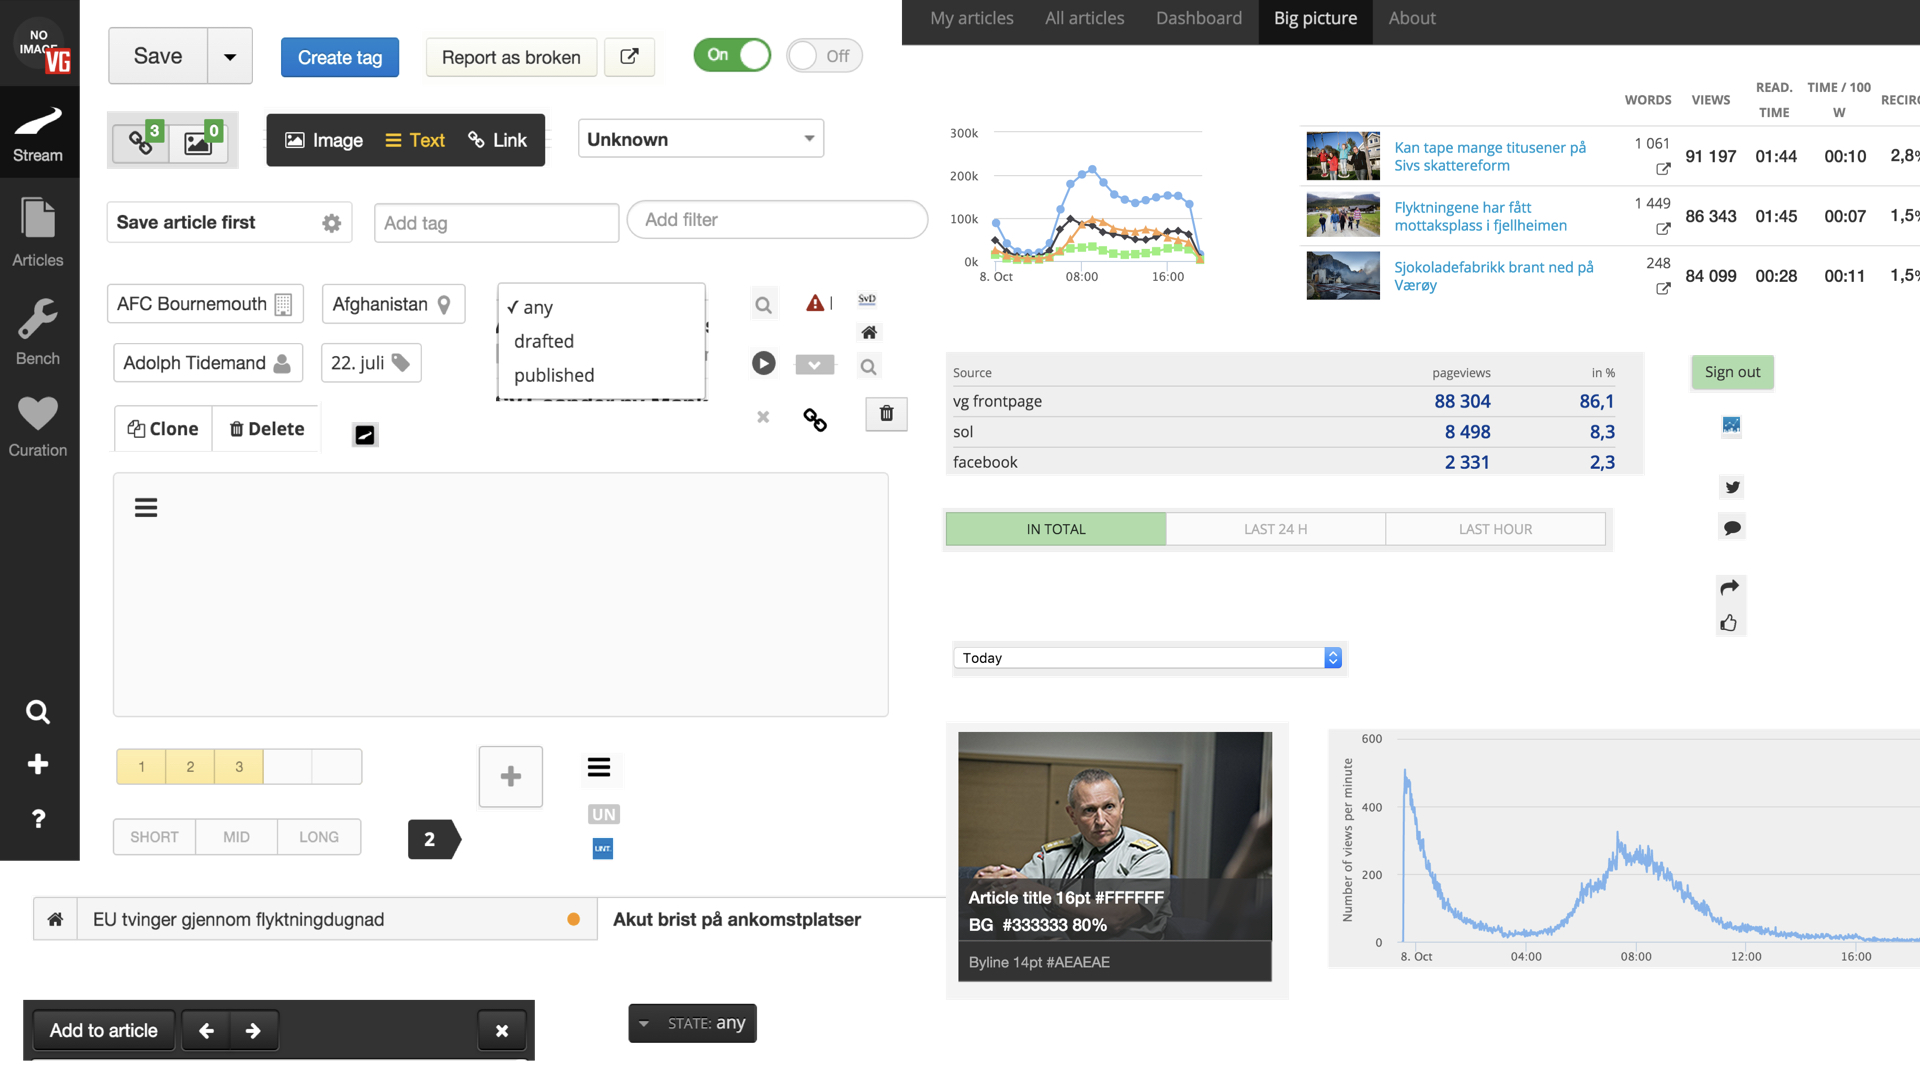 NO
IMAGE
VG
Stream
Articles
Bench
Curation
?
Save
Create tag
Report as broken
On
Off
3
0
Image
Text
Link
Unknown
Save article first
Add tag
Add filter
AFC Bournemouth
Afghanistan
✓ any
drafted
published
SvD
Adolph Tidemand
22. juli
Clone
Delete
1 2 3
SHORT MID LONG
2
UN
UNT.
EU tvinger gjennom flyktningdugnad
Akut brist på ankomstplatser
Add to article
STATE: any
My articles All articles Dashboard Big picture About
300k
200k
100k
0k
8. Oct 08:00 16:00
WORDS VIEWS READ. TIME TIME / 100 W RECIRC
Kan tape mange titusener på
Sivs skattereform
1 061 91 197 01:44 00:10 2,8%
Flyktningene har fått
mottaksplass i fjellheimen
1 449 86 343 01:45 00:07 1,5%
Sjokoladefabrikk brant ned på
Værøy
248 84 099 00:28 00:11 1,5%
Source pageviews in %
vg frontpage 88 304 86,1
sol 8 498 8,3
facebook 2 331 2,3
Sign out
IN TOTAL LAST 24 H LAST HOUR
Today
Article title 16pt #FFFFFF
BG #333333 80%
Byline 14pt #AEAEAE
Number of views per minute
600
400
200
0
8. Oct 04:00 08:00 12:00 16:00